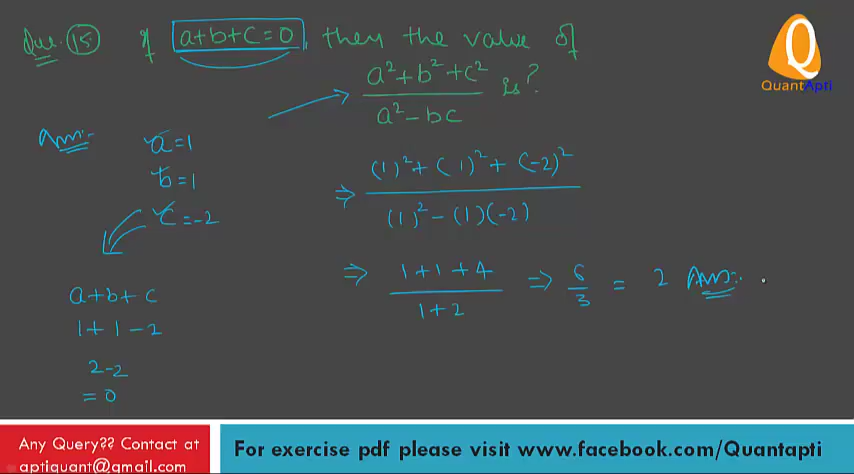 Que. 15. If a+b+c=0, then the value of
a²+b²+c² / a²-bc is?
QuantApti
Ans:-
a=1
b=1
c=-2
⇒ (1)²+(1)²+(-2)² / (1)²-(1)(-2)
a+b+c
1+1-2
2-2
=0
⇒ 1+1+4 / 1+2 ⇒ 6/3 = 2 Ans:-
Any Query?? Contact at
aptiquant@gmail.com
For exercise pdf please visit www.facebook.com/Quantapti